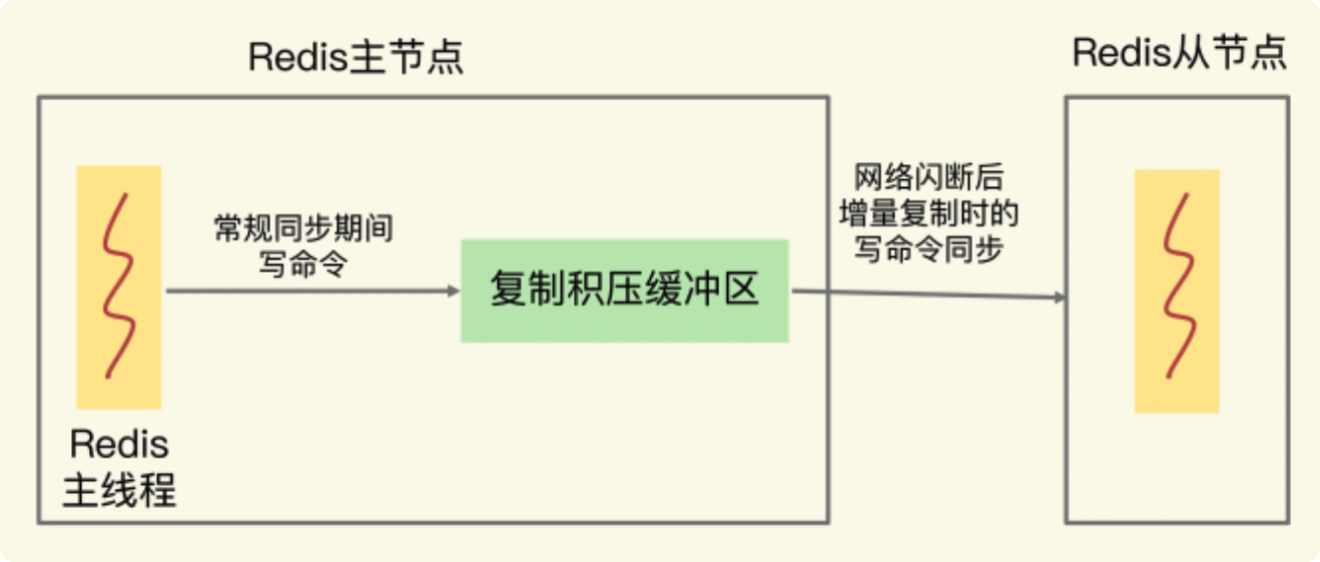 Redis主节点
Redis从节点
常规同步期间
写命令
复制积压缓冲区
网络闪断后
增量复制时的
写命令同步
Redis
主线程